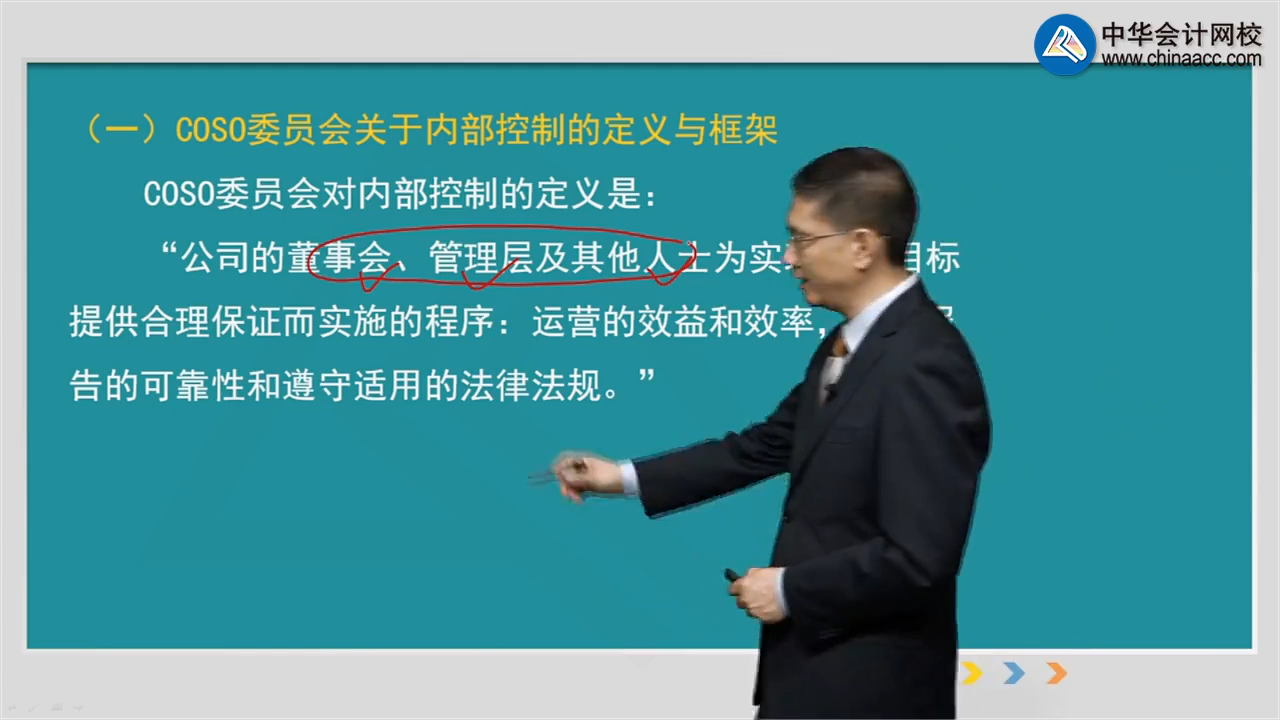 中华会计网校
www.chinaacc.com
（一）COSO委员会关于内部控制的定义与框架
COSO委员会对内部控制的定义是：
“公司的董事会、管理层及其他人士为实 目标
提供合理保证而实施的程序：运营的效益和效率，
告的可靠性和遵守适用的法律法规。”